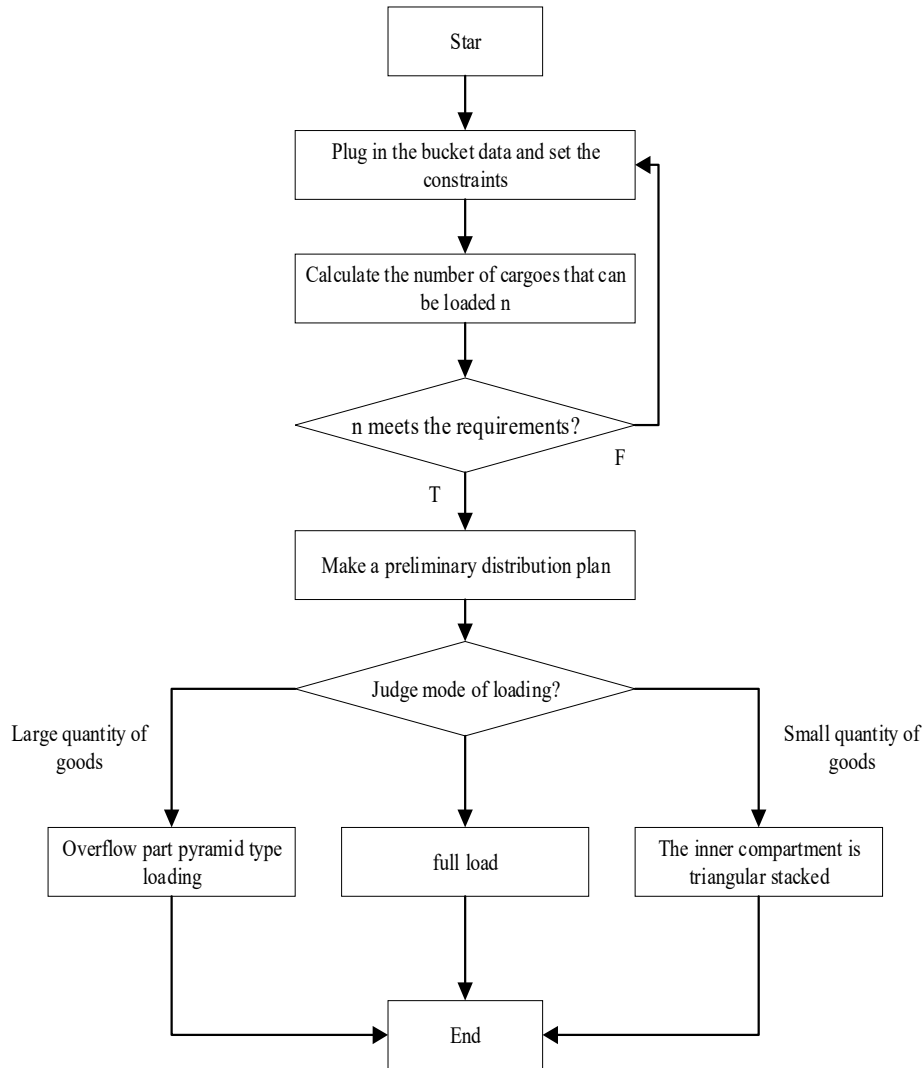 Star
Plug in the bucket data and set the
constraints
Calculate the number of cargoes that can
be loaded n
n meets the requirements?
F
T
Make a preliminary distribution plan
Judge mode of loading?
Large quantity of
goods
Small quantity of
goods
Overflow part pyramid type
loading
full load
The inner compartment is
triangular stacked
End